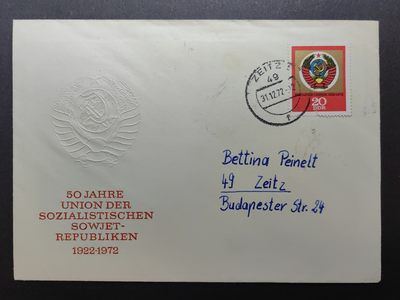 ZEITZ 1
49
31.12.72
r
20
DDR
Bettina Peinelt
49 Zeitz
Budapester Str. 24
50 JAHRE
UNION DER
SOZIALISTISCHEN
SOWJET-
REPUBLIKEN
1922-1972